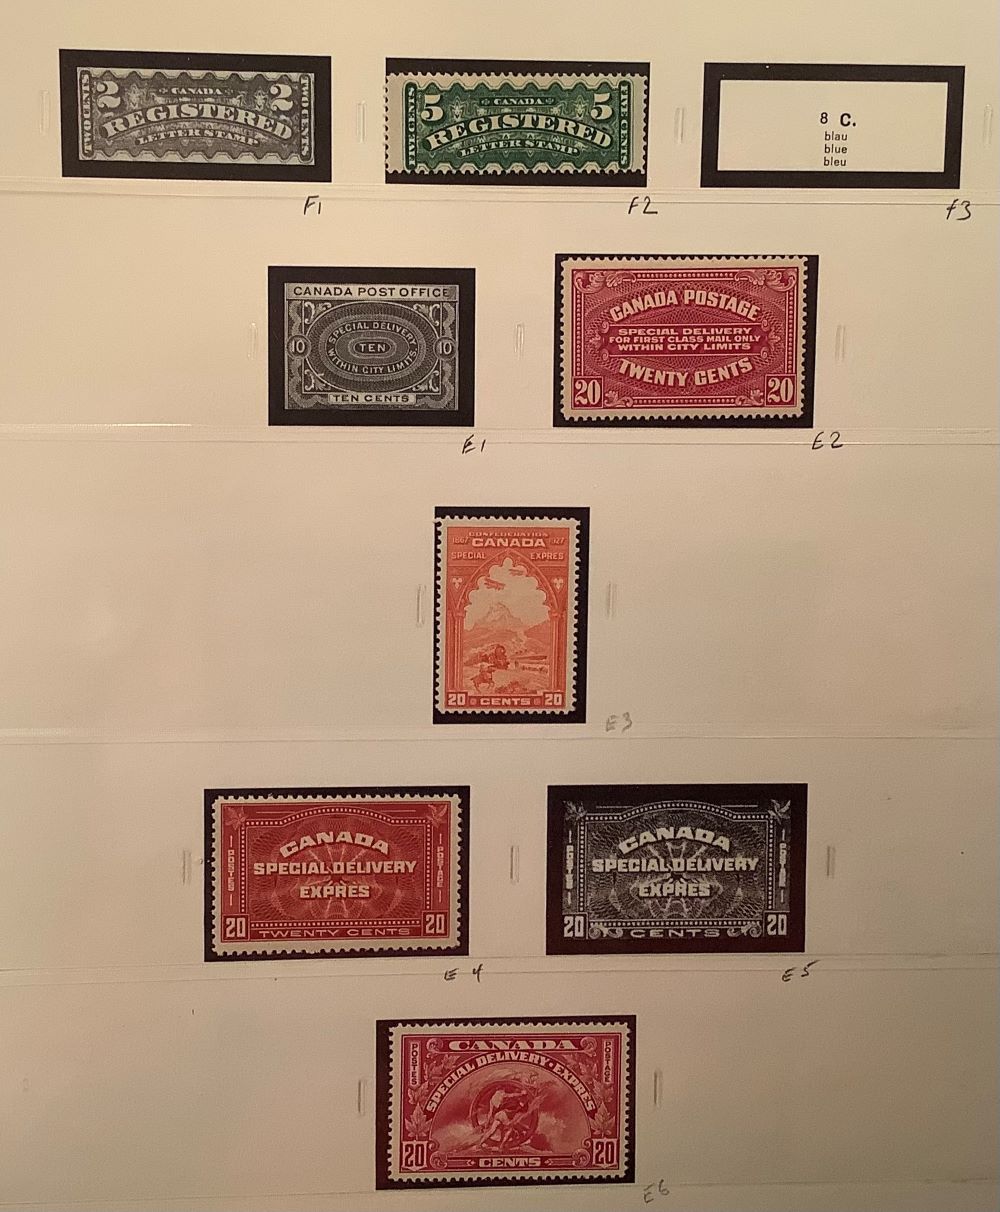 2 CANADA 2
TWO CENTS
REGISTERED
LETTER STAMP
TWO CENTS
5 CANADA 5
FIVE CENTS
REGISTERED
LETTER STAMP
FIVE CENTS
8 C.
blau
blue
bleu
F1
F2
F3
CANADA POST OFFICE
SPECIAL DELIVERY
10 TEN 10
WITHIN CITY LIMITS
TEN CENTS
CANADA POSTAGE
SPECIAL DELIVERY
FOR FIRST CLASS MAIL ONLY
WITHIN CITY LIMITS
TWENTY CENTS
20 20
E1
E2
CONFEDERATION
1867 CANADA 1927
SPECIAL EXPRES
20 CENTS 20
E3
CANADA
SPECIAL DELIVERY
EXPRES
POSTES
POSTAGE
20 20
TWENTY CENTS
CANADA
SPECIAL DELIVERY
EXPRES
POSTES
20 CENTS 20
E4
E5
CANADA
SPECIAL DELIVERY · EXPRES
POSTES
POSTAGE
20 CENTS 20
E6